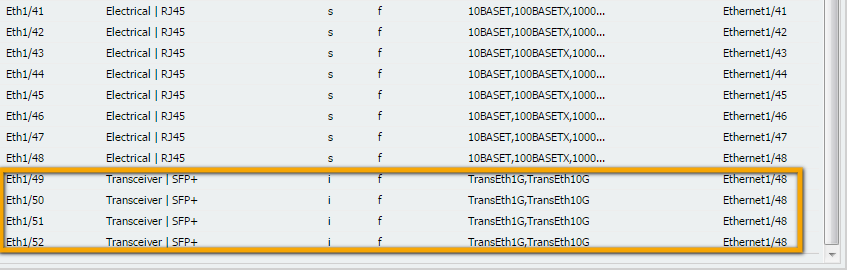 Eth1/41 Electrical | RJ45 s f 10BASET,100BASETX,1000... Ethernet1/41
Eth1/42 Electrical | RJ45 s f 10BASET,100BASETX,1000... Ethernet1/42
Eth1/43 Electrical | RJ45 s f 10BASET,100BASETX,1000... Ethernet1/43
Eth1/44 Electrical | RJ45 s f 10BASET,100BASETX,1000... Ethernet1/44
Eth1/45 Electrical | RJ45 s f 10BASET,100BASETX,1000... Ethernet1/45
Eth1/46 Electrical | RJ45 s f 10BASET,100BASETX,1000... Ethernet1/46
Eth1/47 Electrical | RJ45 s f 10BASET,100BASETX,1000... Ethernet1/47
Eth1/48 Electrical | RJ45 s f 10BASET,100BASETX,1000... Ethernet1/48
Eth1/49 Transceiver | SFP+ i f TransEth1G,TransEth10G Ethernet1/48
Eth1/50 Transceiver | SFP+ i f TransEth1G,TransEth10G Ethernet1/48
Eth1/51 Transceiver | SFP+ i f TransEth1G,TransEth10G Ethernet1/48
Eth1/52 Transceiver | SFP+ i f TransEth1G,TransEth10G Ethernet1/48